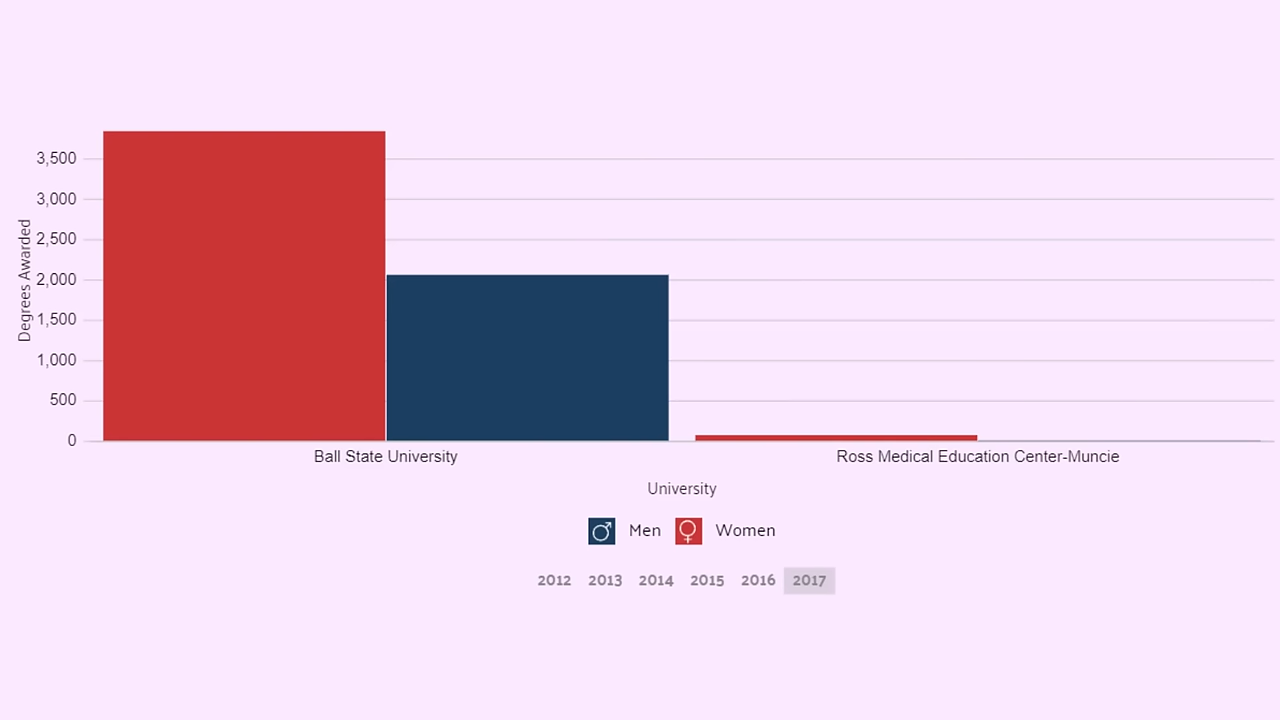 3,500
3,000
2,500
2,000
1,500
1,000
500
0
Degrees Awarded
Ball State University
Ross Medical Education Center-Muncie
University
Men
Women
2012 2013 2014 2015 2016 2017